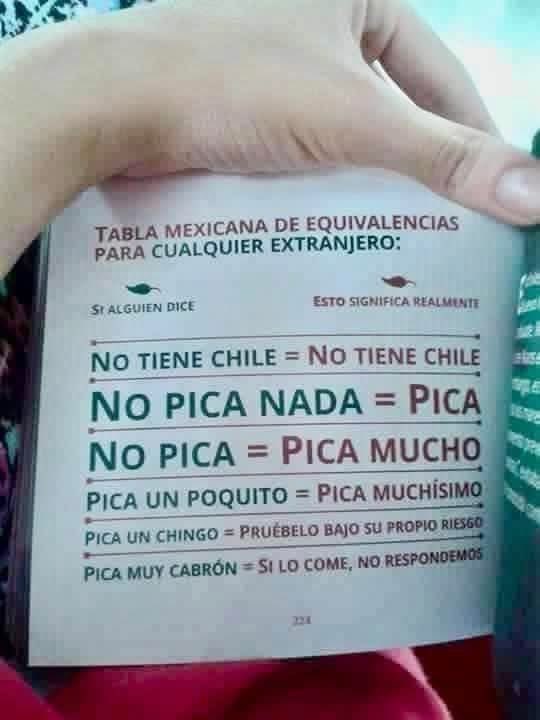 TABLA MEXICANA DE EQUIVALENCIAS
PARA CUALQUIER EXTRANJERO:
SI ALGUIEN DICE
ESTO SIGNIFICA REALMENTE
NO TIENE CHILE = NO TIENE CHILE
NO PICA NADA = PICA
NO PICA = PICA MUCHO
PICA UN POQUITO = PICA MUCHÍSIMO
PICA UN CHINGO = PRUÉBELO BAJO SU PROPIO RIESGO
PICA MUY CABRÓN = SI LO COME, NO RESPONDEMOS
224